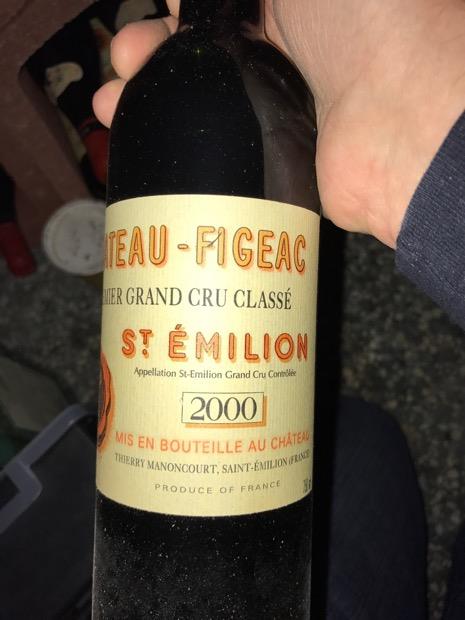 TEAU-FIGEAC
MIER GRAND CRU CLASSÉ
ST ÉMILION
Appellation St-Emilion Grand Cru Contrôlée
2000
MIS EN BOUTEILLE AU CHÂTEAU
THIERRY MANONCOURT, SAINT-ÉMILION (FRANCE)
PRODUCE OF FRANCE